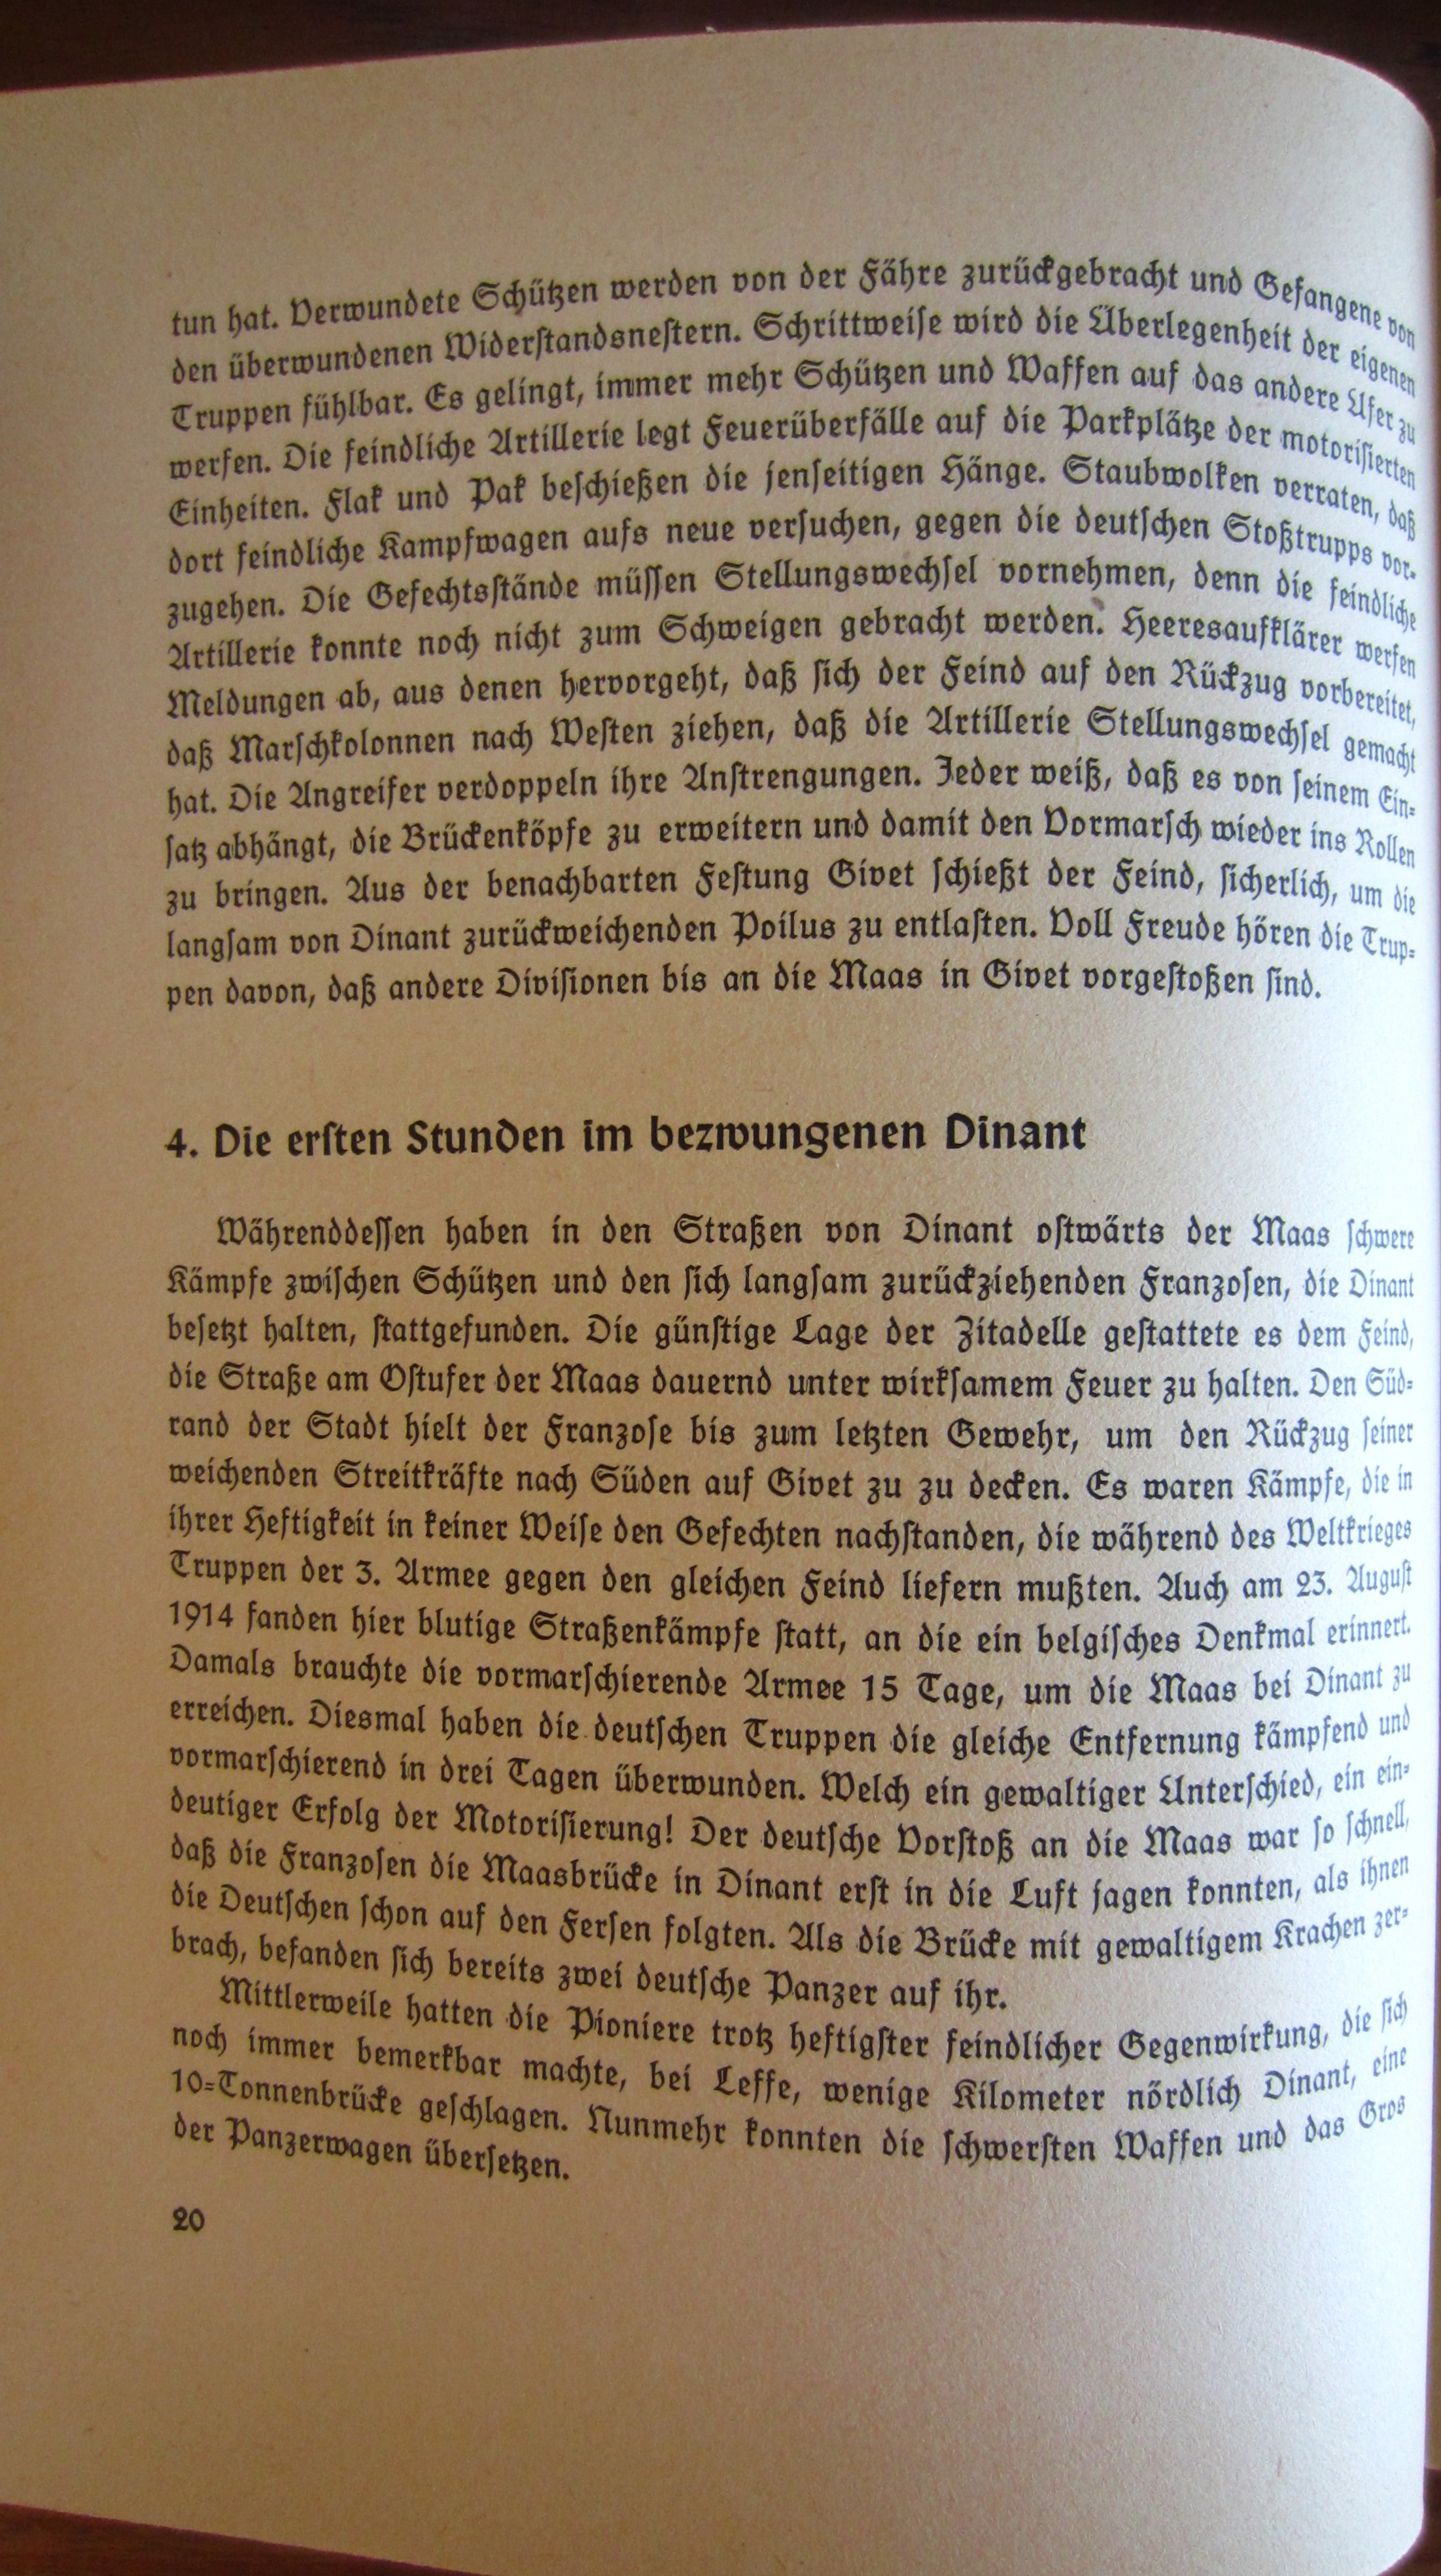 tun hat. Verwundete Schützen werden von der Fähre zurückgebracht und Gefangene von
den überwundenen Widerstandsnestern. Schrittweise wird die Überlegenheit der eigenen
Truppen fühlbar. Es gelingt, immer mehr Schützen und Waffen auf das andere Ufer zu
werfen. Die feindliche Artillerie legt Feuerüberfälle auf die Parkplätze der motorisierten
Einheiten. Flak und Pak beschießen die jenseitigen Hänge. Staubwolken verraten, daß
dort feindliche Kampfwagen aufs neue versuchen, gegen die deutschen Stoßtrupps vor-
zugehen. Die Gefechtsstände müssen Stellungswechsel vornehmen, denn die feindliche
Artillerie konnte noch nicht zum Schweigen gebracht werden. Heeresaufklärer werfen
Meldungen ab, aus denen hervorgeht, daß sich der Feind auf den Rückzug vorbereitet,
daß Marschkolonnen nach Westen ziehen, daß die Artillerie Stellungswechsel gemacht
hat. Die Angreifer verdoppeln ihre Anstrengungen. Jeder weiß, daß es von seinem Ein-
satz abhängt, die Brückenköpfe zu erweitern und damit den Vormarsch wieder ins Rollen
zu bringen. Aus der benachbarten Festung Givet schießt der Feind, sicherlich, um die
langsam von Dinant zurückweichenden Poilus zu entlasten. Voll Freude hören die Trup-
pen davon, daß andere Divisionen bis an die Maas in Givet vorgestoßen sind.
4. Die ersten Stunden im bezwungenen Dinant
Währenddessen haben in den Straßen von Dinant ostwärts der Maas schwere
Kämpfe zwischen Schützen und den sich langsam zurückziehenden Franzosen, die Dinant
besetzt halten, stattgefunden. Die günstige Lage der Zitadelle gestattete es dem Feind,
die Straße am Ostufer der Maas dauernd unter wirksamem Feuer zu halten. Den Süd-
rand der Stadt hielt der Franzose bis zum letzten Gewehr, um den Rückzug seiner
weichenden Streitkräfte nach Süden auf Givet zu zu decken. Es waren Kämpfe, die in
ihrer Heftigkeit in keiner Weise den Gefechten nachstanden, die während des Weltkrieges
Truppen der 3. Armee gegen den gleichen Feind liefern mußten. Auch am 23. August
1914 fanden hier blutige Straßenkämpfe statt, an die ein belgisches Denkmal erinnert.
Damals brauchte die vormarschierende Armee 15 Tage, um die Maas bei Dinant zu
erreichen. Diesmal haben die deutschen Truppen die gleiche Entfernung kämpfend und
vormarschierend in drei Tagen überwunden. Welch ein gewaltiger Unterschied, ein ein-
deutiger Erfolg der Motorisierung! Der deutsche Vorstoß an die Maas war so schnell,
daß die Franzosen die Maasbrücke in Dinant erst in die Luft jagen konnten, als ihnen
die Deutschen schon auf den Fersen folgten. Als die Brücke mit gewaltigem Krachen zer-
brach, befanden sich bereits zwei deutsche Panzer auf ihr.
Mittlerweile hatten die Pioniere trotz heftigster feindlicher Gegenwirkung, die sich
noch immer bemerkbar machte, bei Leffe, wenige Kilometer nördlich Dinant, eine
10-Tonnenbrücke geschlagen. Nunmehr konnten die schwersten Waffen und das Gros
der Panzerwagen übersetzen.
20